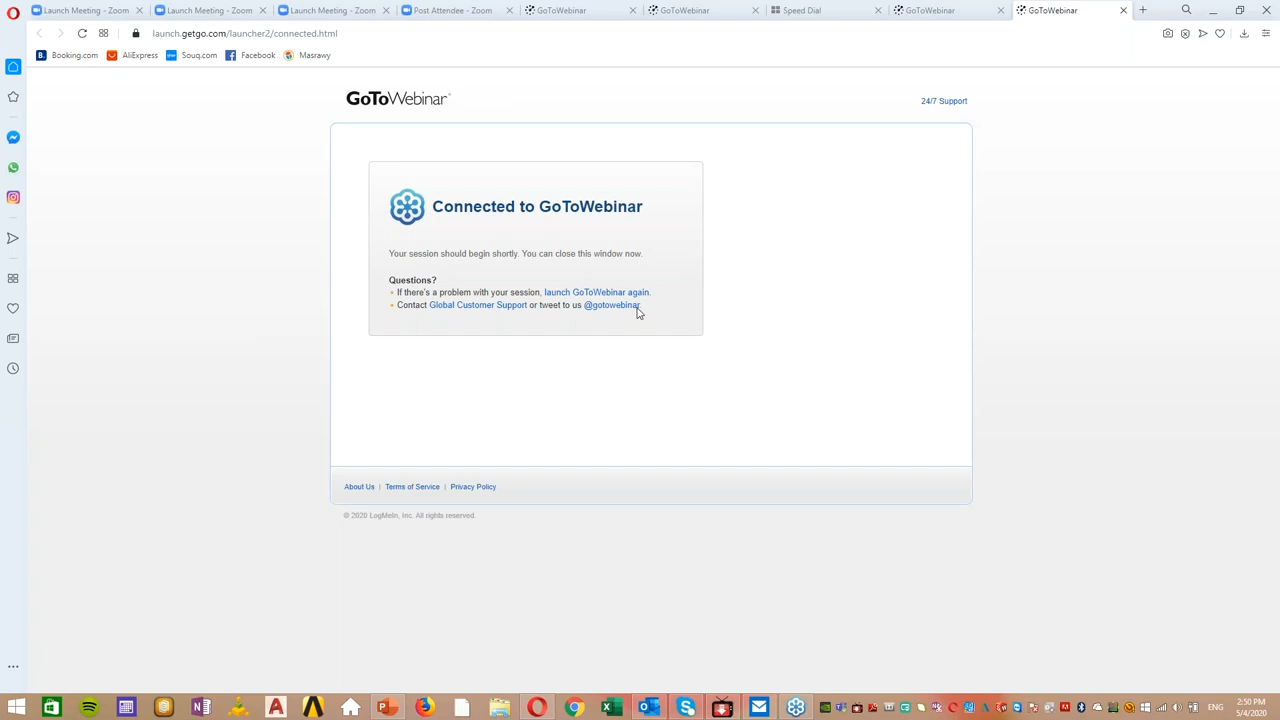 Launch Meeting - Zoom
Launch Meeting - Zoom
Launch Meeting - Zoom
Post Attendee - Zoom
GoToWebinar
GoToWebinar
Speed Dial
GoToWebinar
GoToWebinar
launch.getgo.com/launcher2/connected.html
Booking.com
AliExpress
Souq.com
Facebook
Masrawy
GoToWebinar
24/7 Support
Connected to GoToWebinar
Your session should begin shortly. You can close this window now.
Questions?
If there's a problem with your session, launch GoToWebinar again.
Contact Global Customer Support or tweet to us @gotowebinar.
About Us | Terms of Service | Privacy Policy
© 2020 LogMeIn, Inc. All rights reserved.
ENG
2:50 PM
5/4/2020